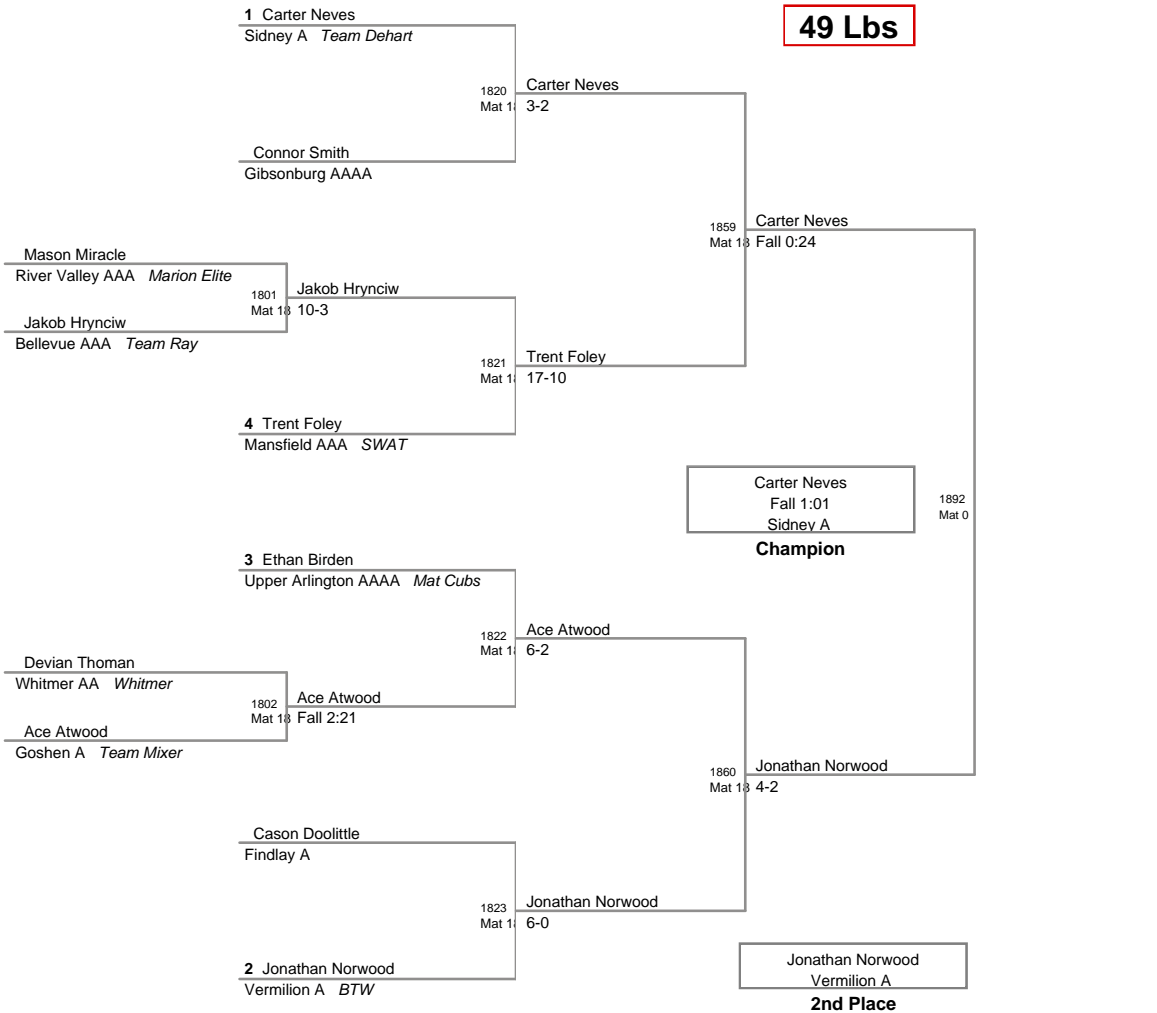 1 Carter Neves
49 Lbs
Sidney A Team Dehart
1820 Carter Neves
Mat 18 3-2
Connor Smith
Gibsonburg AAAA
1859 Carter Neves
Mat 18 Fall 0:24
Mason Miracle
River Valley AAA Marion Elite
1801 Jakob Hrynciw
Mat 18 10-3
Jakob Hrynciw
Bellevue AAA Team Ray
1821 Trent Foley
Mat 18 17-10
4 Trent Foley
Mansfield AAA SWAT
Carter Neves
Fall 1:01
Sidney A
Champion
1892
Mat 0
3 Ethan Birden
Upper Arlington AAAA Mat Cubs
1822 Ace Atwood
Mat 18 6-2
Devian Thoman
Whitmer AA Whitmer
1802 Ace Atwood
Mat 18 Fall 2:21
Ace Atwood
Goshen A Team Mixer
1860 Jonathan Norwood
Mat 18 4-2
Cason Doolittle
Findlay A
1823 Jonathan Norwood
Mat 18 6-0
2 Jonathan Norwood
Vermilion A BTW
Jonathan Norwood
Vermilion A
2nd Place